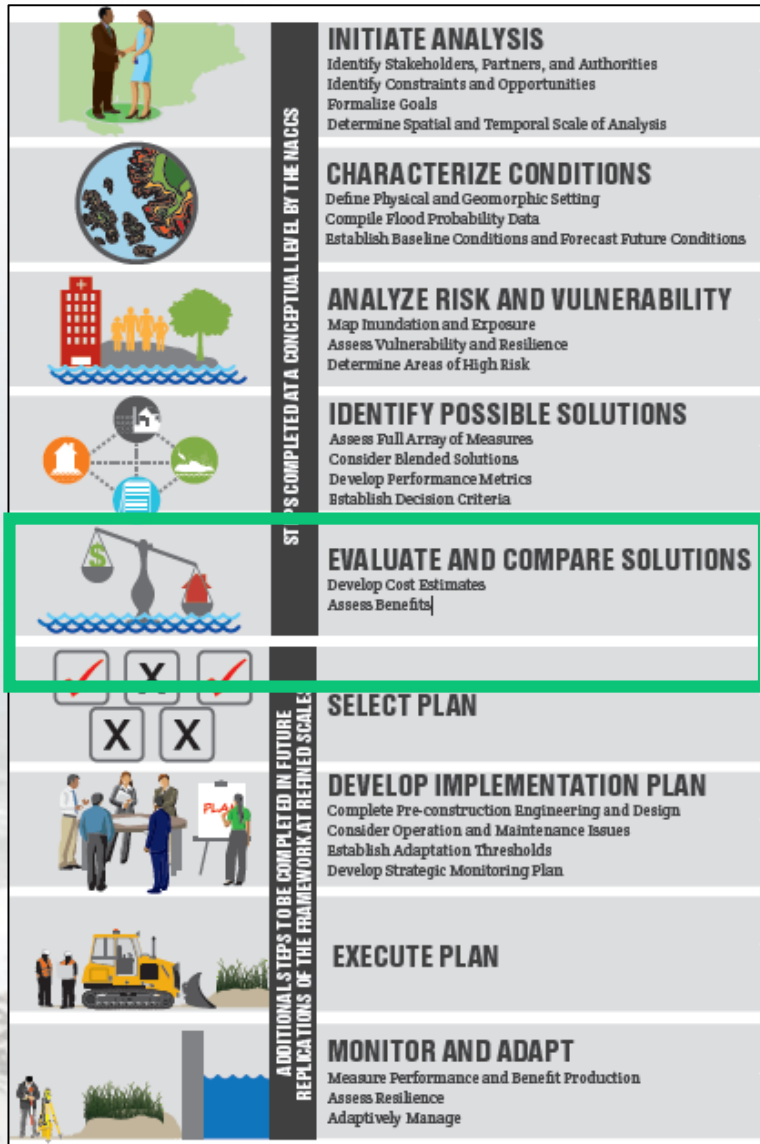 INITIATE ANALYSIS
Identify Stakeholders, Partners, and Authorities
Identify Constraints and Opportunities
Formalize Goals
Determine Spatial and Temporal Scale of Analysis
CHARACTERIZE CONDITIONS
Define Physical and Geomorphic Setting
Compile Flood Probability Data
Establish Baseline Conditions and Forecast Future Conditions
ANALYZE RISK AND VULNERABILITY
Map Inundation and Exposure
Assess Vulnerability and Resilience
Determine Areas of High Risk
IDENTIFY POSSIBLE SOLUTIONS
Assess Full Array of Measures
Consider Blended Solutions
Develop Performance Metrics
Establish Decision Criteria
STEPS COMPLETED AT A CONCEPTUAL LEVEL BY THE NACCS
$
EVALUATE AND COMPARE SOLUTIONS
Develop Cost Estimates
Assess Benefits
X
X X
SELECT PLAN
PLAN
DEVELOP IMPLEMENTATION PLAN
Complete Pre-construction Engineering and Design
Consider Operation and Maintenance Issues
Establish Adaptation Thresholds
Develop Strategic Monitoring Plan
ADDITIONAL STEPS TO BE COMPLETED IN FUTURE
REPLICATIONS OF THE FRAMEWORK AT REFINED SCALES
EXECUTE PLAN
MONITOR AND ADAPT
Measure Performance and Benefit Production
Assess Resilience
Adaptively Manage